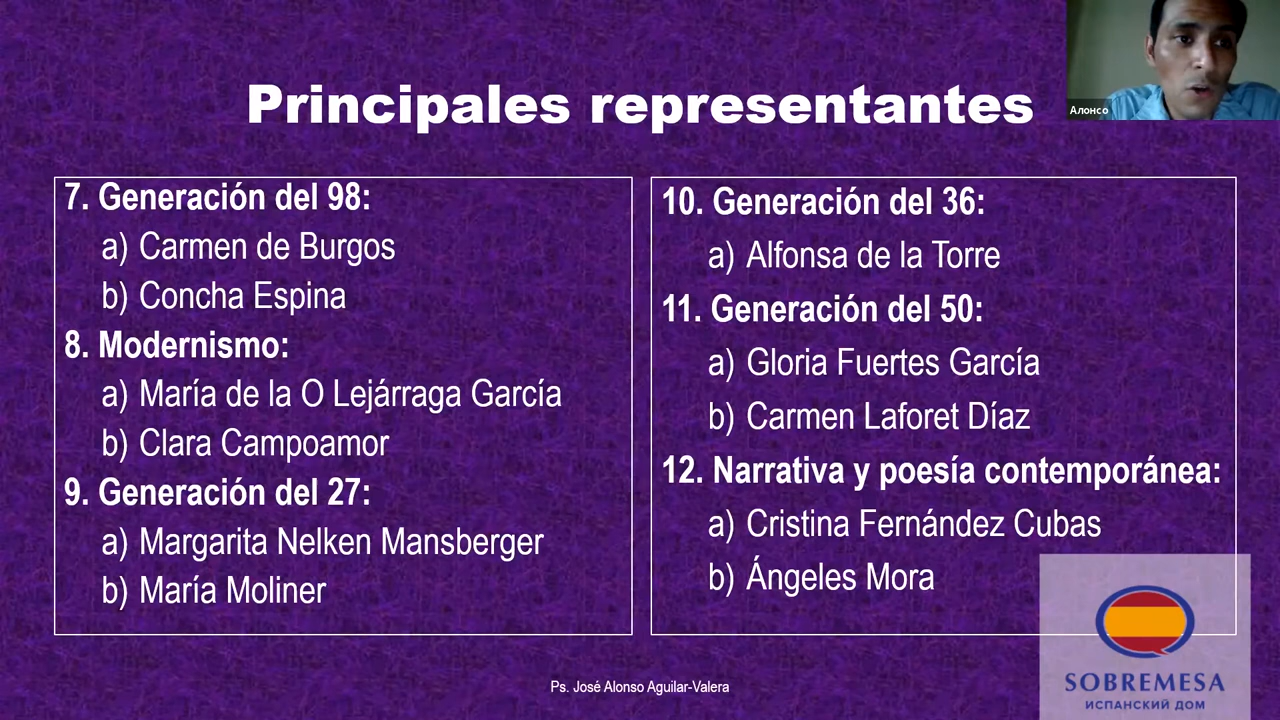 Principales representantes
Алонсо
7. Generación del 98:
a) Carmen de Burgos
b) Concha Espina
8. Modernismo:
a) María de la O Lejárraga García
b) Clara Campoamor
9. Generación del 27:
a) Margarita Nelken Mansberger
b) María Moliner
10. Generación del 36:
a) Alfonsa de la Torre
11. Generación del 50:
a) Gloria Fuertes García
b) Carmen Laforet Díaz
12. Narrativa y poesía contemporánea:
a) Cristina Fernández Cubas
b) Ángeles Mora
Ps. José Alonso Aguilar-Valera
SOBREMESA
ИСПАНСКИЙ ДОМ